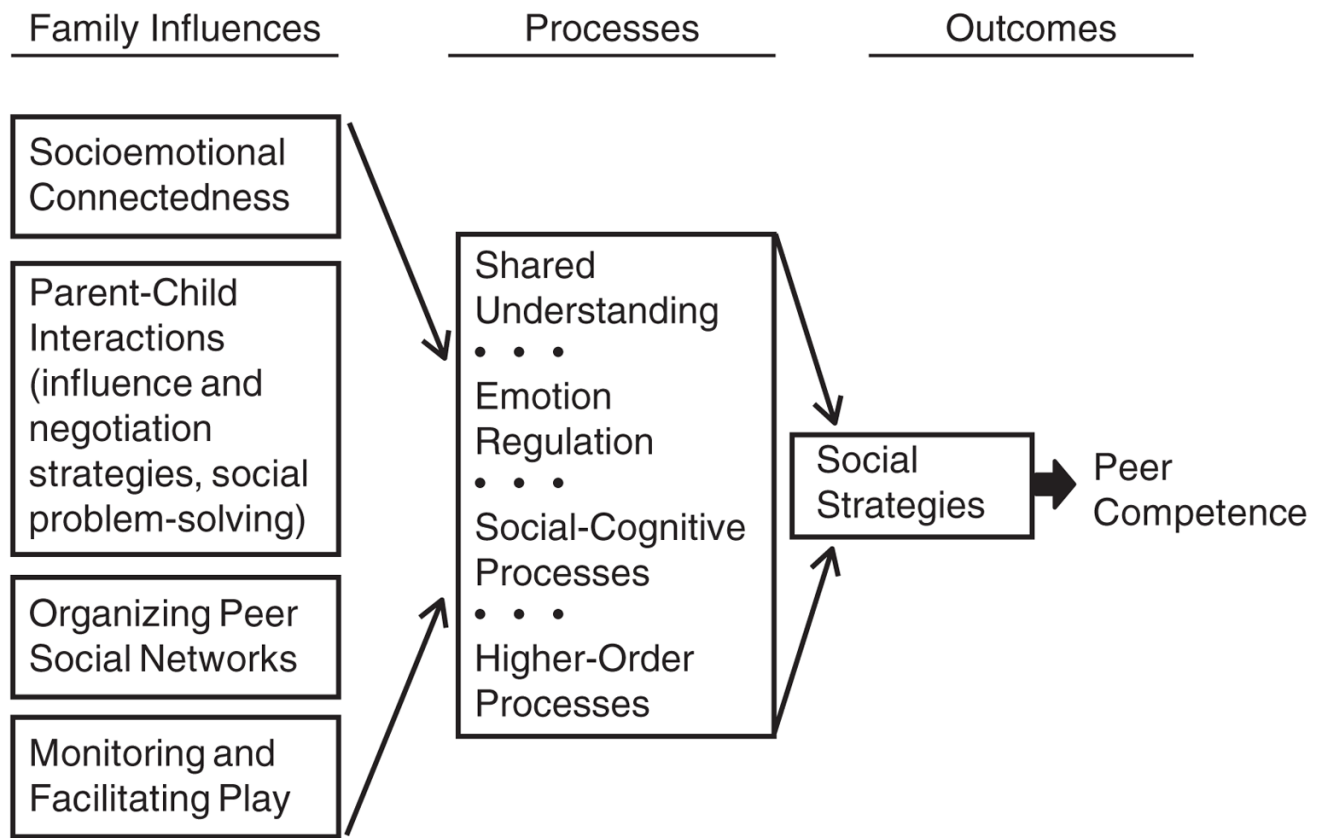 Family Influences
Processes
Outcomes
Socioemotional
Connectedness
Parent-Child
Interactions
(influence and
negotiation
strategies, social
problem-solving)
Organizing Peer
Social Networks
Monitoring and
Facilitating Play
Shared
Understanding
• • •
Emotion
Regulation
• • •
Social-Cognitive
Processes
• • •
Higher-Order
Processes
Social
Strategies
Peer
Competence